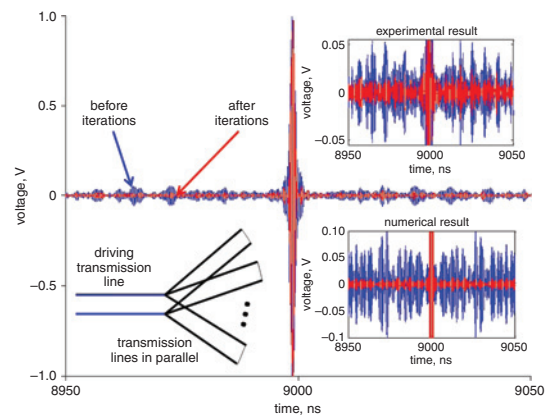 1.0
0.5
0
−0.5
−1.0
voltage, V
8950
9000
9050
time, ns
before
iterations
after
iterations
driving
transmission
line
transmission
lines in parallel
experimental result
0.05
0
−0.05
voltage, V
8950
9000
9050
time, ns
numerical result
0.10
0.05
0
−0.05
−0.1
voltage, V
8950
9000
9050
time, ns